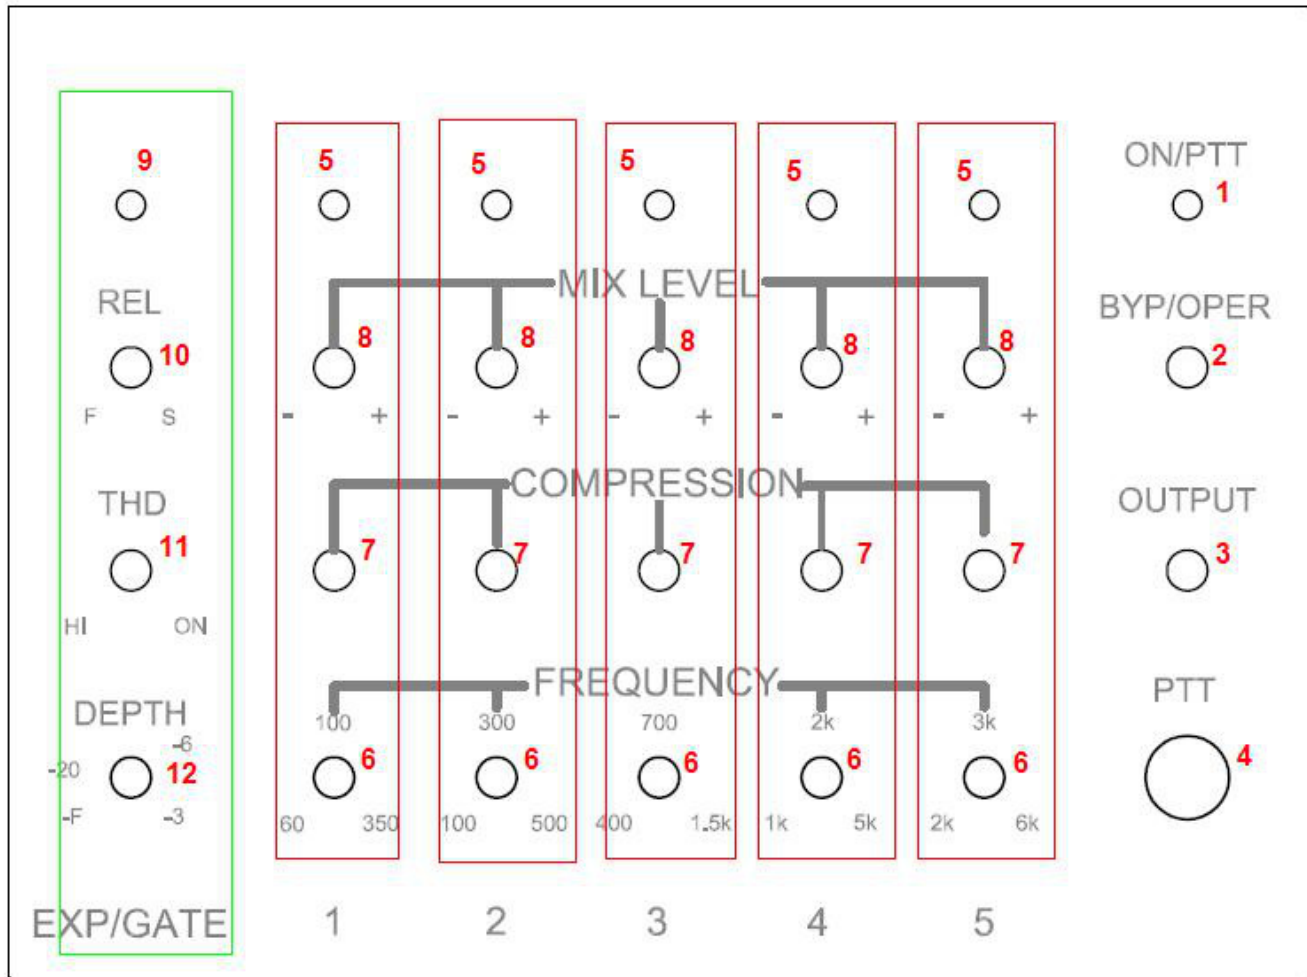 9 5 5 5 5 5 ON/PTT
1
MIX LEVEL
REL BYP/OPER
10 8 8 8 8 8 2
F S - + - + - + - + - +
COMPRESSION
THD OUTPUT
11 7 7 7 7 7 3
HI ON
FREQUENCY
DEPTH 100 300 700 2k 3k PTT
-6
-20 12 6 6 6 6 6 4
-F -3 60 350 100 500 400 1.5k 1k 5k 2k 6k
EXP/GATE 1 2 3 4 5